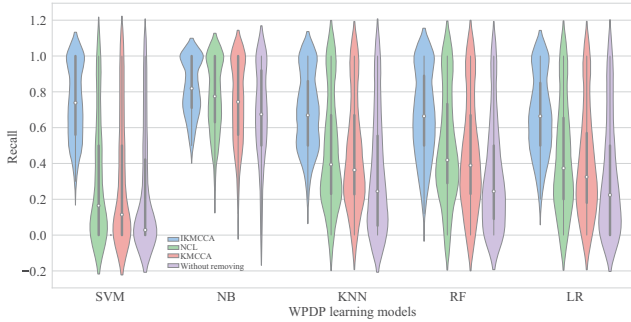 1.2
1.0
0.8
0.6
0.4
0.2
0.0
−0.2
Recall
IKMCCA
NCL
KMCCA
Without removing
SVM NB KNN RF LR
WPDP learning models